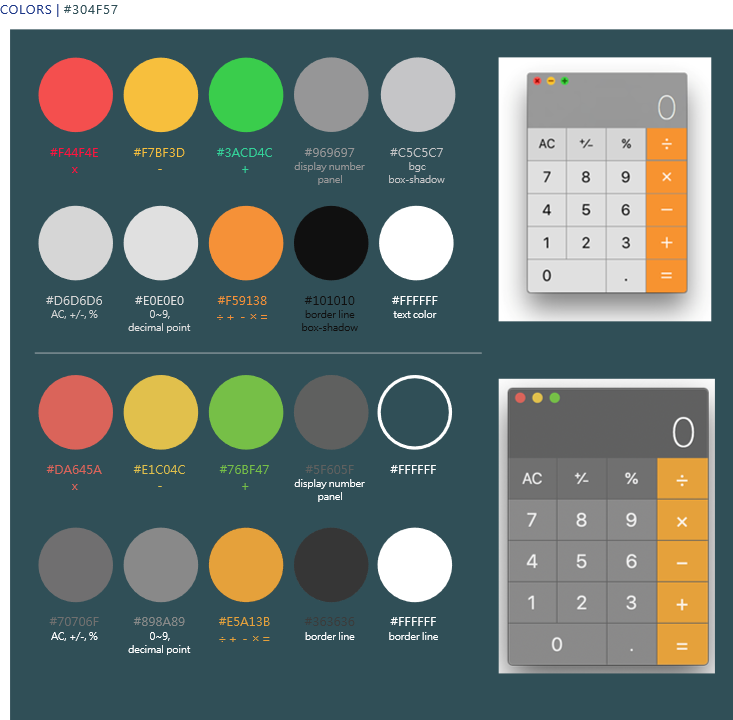 COLORS | #304F57
#F44F4E
x
#F7BF3D
-
#3ACD4C
+
#969697
display number
panel
#C5C5C7
bgc
box-shadow
#D6D6D6
AC, +/-, %
#E0E0E0
0~9,
decimal point
#F59138
÷ + - × =
#101010
border line
box-shadow
#FFFFFF
text color
0
AC +/- % ÷
7 8 9 ×
4 5 6 −
1 2 3 +
0 . =
#DA645A
x
#E1C04C
-
#76BF47
+
#5F605F
display number
panel
#FFFFFF
#70706F
AC, +/-, %
#898A89
0~9,
decimal point
#E5A13B
÷ + - × =
#363636
border line
#FFFFFF
border line
0
AC +/- % ÷
7 8 9 ×
4 5 6 −
1 2 3 +
0 . =